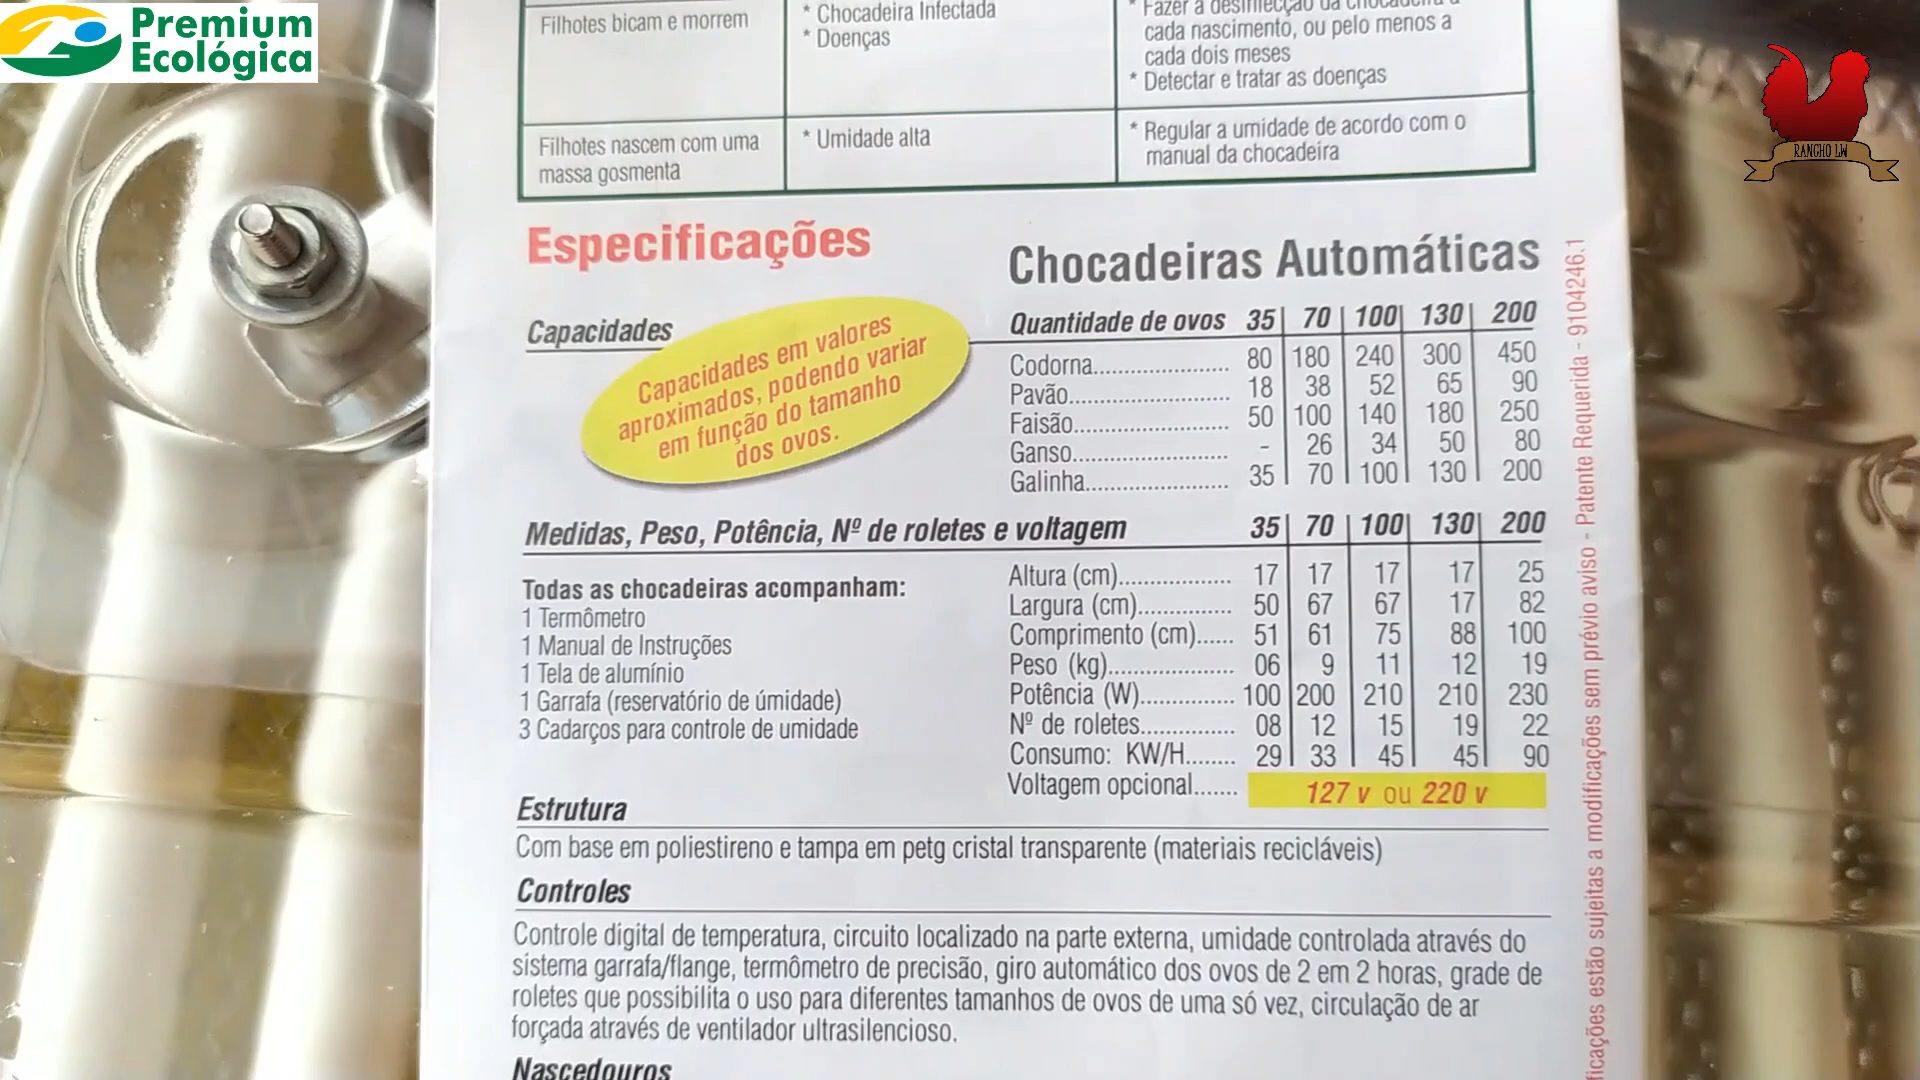 Premium
Ecológica
RANCHO LW
Filhotes bicam e morrem
* Chocadeira Infectada
* Doenças
* Fazer a desinfecção da chocadeira a
cada nascimento, ou pelo menos a
cada dois meses
* Detectar e tratar as doenças
Filhotes nascem com uma
massa gosmenta
* Umidade alta
* Regular a umidade de acordo com o
manual da chocadeira
Especificações
Chocadeiras Automáticas
Capacidades
Capacidades em valores
aproximados, podendo variar
em função do tamanho
dos ovos.
Quantidade de ovos 35 70 100 130 200
Codorna.................... 80 180 240 300 450
Pavão.................... 18 38 52 65 90
Faisão.................... 50 100 140 180 250
Ganso.................... - 26 34 50 80
Galinha.................... 35 70 100 130 200
Medidas, Peso, Potência, Nº de roletes e voltagem 35 70 100 130 200
Todas as chocadeiras acompanham:
1 Termômetro
1 Manual de Instruções
1 Tela de alumínio
1 Garrafa (reservatório de úmidade)
3 Cadarços para controle de umidade
Altura (cm).................. 17 17 17 17 25
Largura (cm)............... 50 67 67 17 82
Comprimento (cm)...... 51 61 75 88 100
Peso (kg).................... 06 9 11 12 19
Potência (W)............... 100 200 210 210 230
Nº de roletes............... 08 12 15 19 22
Consumo: KW/H........ 29 33 45 45 90
Voltagem opcional....... 127 v ou 220 v
Estrutura
Com base em poliestireno e tampa em petg cristal transparente (materiais recicláveis)
Controles
Controle digital de temperatura, circuito localizado na parte externa, umidade controlada através do
sistema garrafa/flange, termômetro de precisão, giro automático dos ovos de 2 em 2 horas, grade de
roletes que possibilita o uso para diferentes tamanhos de ovos de uma só vez, circulação de ar
forçada através de ventilador ultrasilencioso.
Nascedouros
ficações estão sujeitas a modificações sem prévio aviso - Patente Requerida - 9104246.1